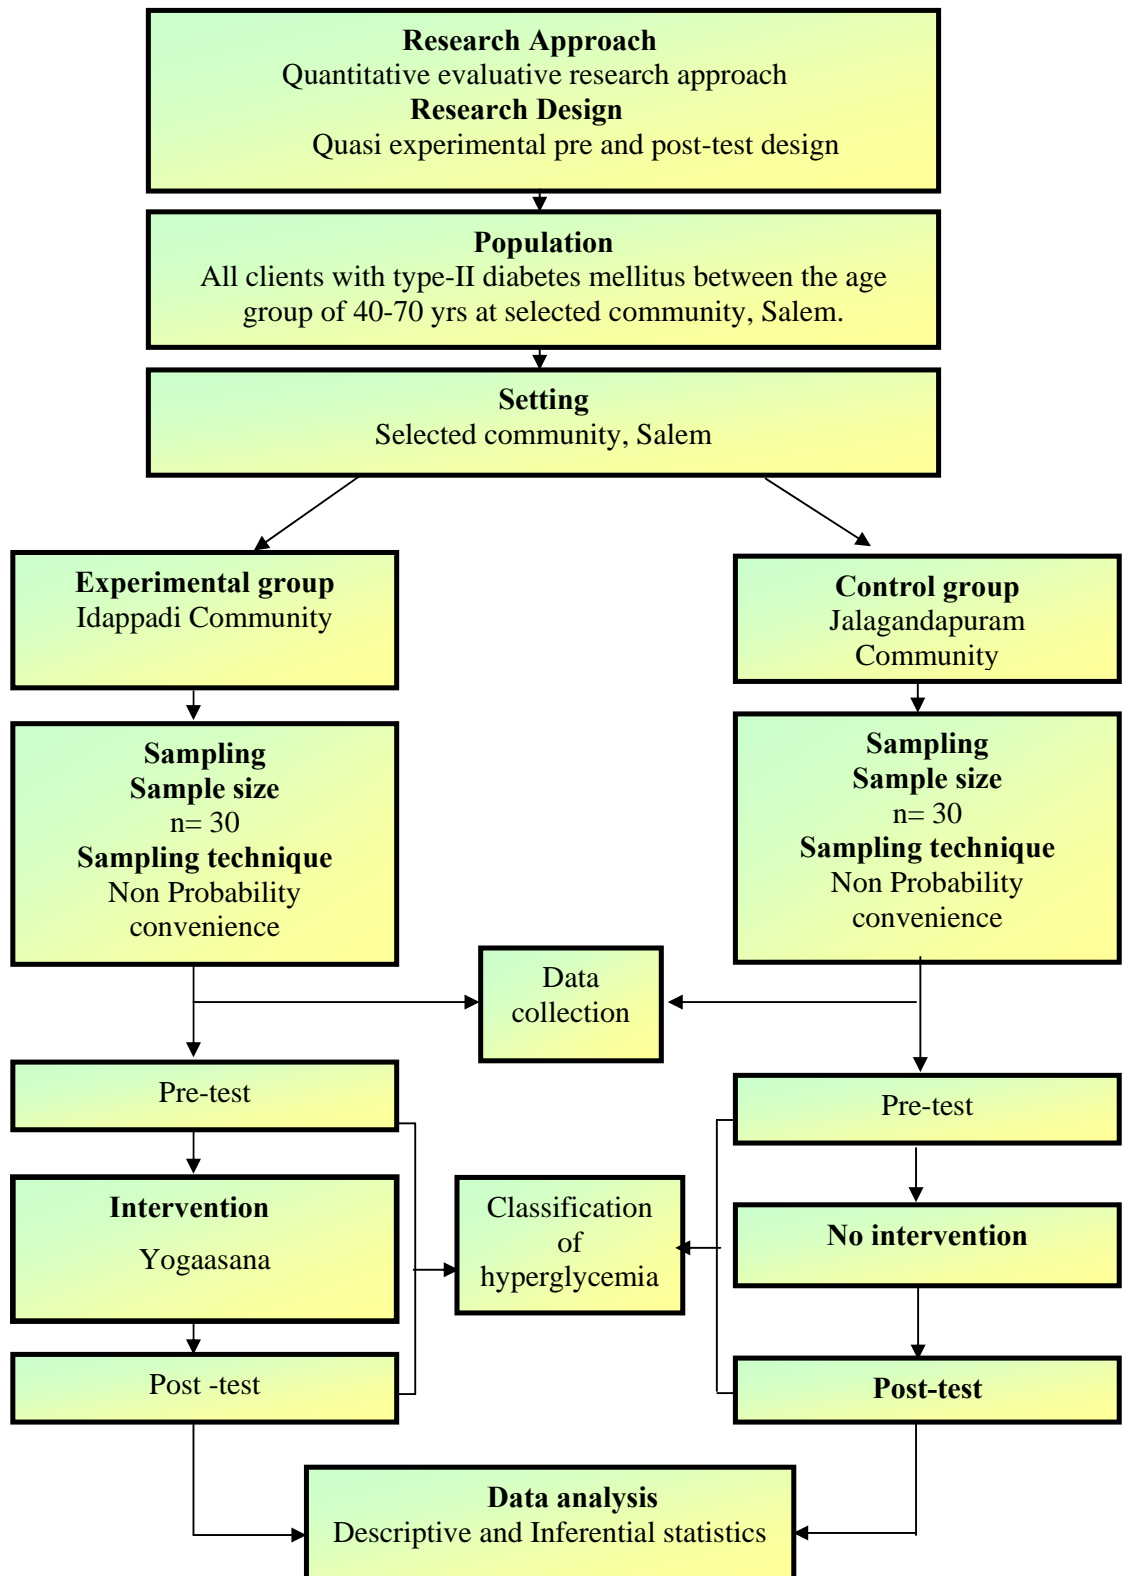 Research Approach
Quantitative evaluative research approach
Research Design
Quasi experimental pre and post-test design
Population
All clients with type-II diabetes mellitus between the age
group of 40-70 yrs at selected community, Salem.
Setting
Selected community, Salem
Experimental group
Idappadi Community
Control group
Jalagandapuram
Community
Sampling
Sample size
n= 30
Sampling technique
Non Probability
convenience
Sampling
Sample size
n= 30
Sampling technique
Non Probability
convenience
Data
collection
Pre-test
Pre-test
Intervention
Yogaasana
Classification
of
hyperglycemia
No intervention
Post -test
Post-test
Data analysis
Descriptive and Inferential statistics